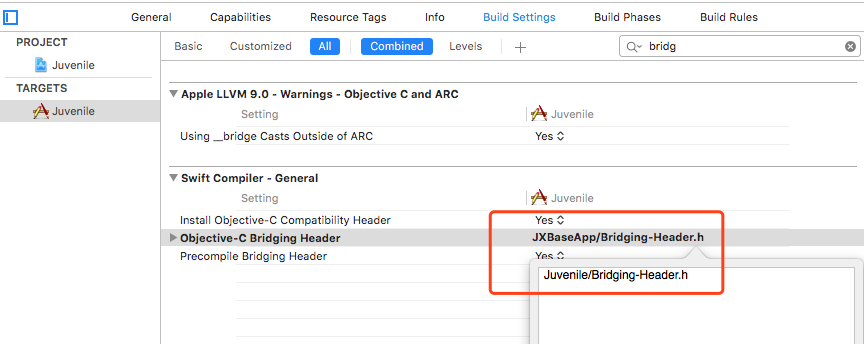 General Capabilities Resource Tags Info Build Settings Build Phases Build Rules
PROJECT
Juvenile
TARGETS
Juvenile
Basic Customized All Combined Levels + bridg
Apple LLVM 9.0 - Warnings - Objective C and ARC
Setting Juvenile
Using __bridge Casts Outside of ARC Yes
Swift Compiler - General
Setting Juvenile
Install Objective-C Compatibility Header Yes
Objective-C Bridging Header JXBaseApp/Bridging-Header.h
Precompile Bridging Header Yes
Juvenile/Bridging-Header.h